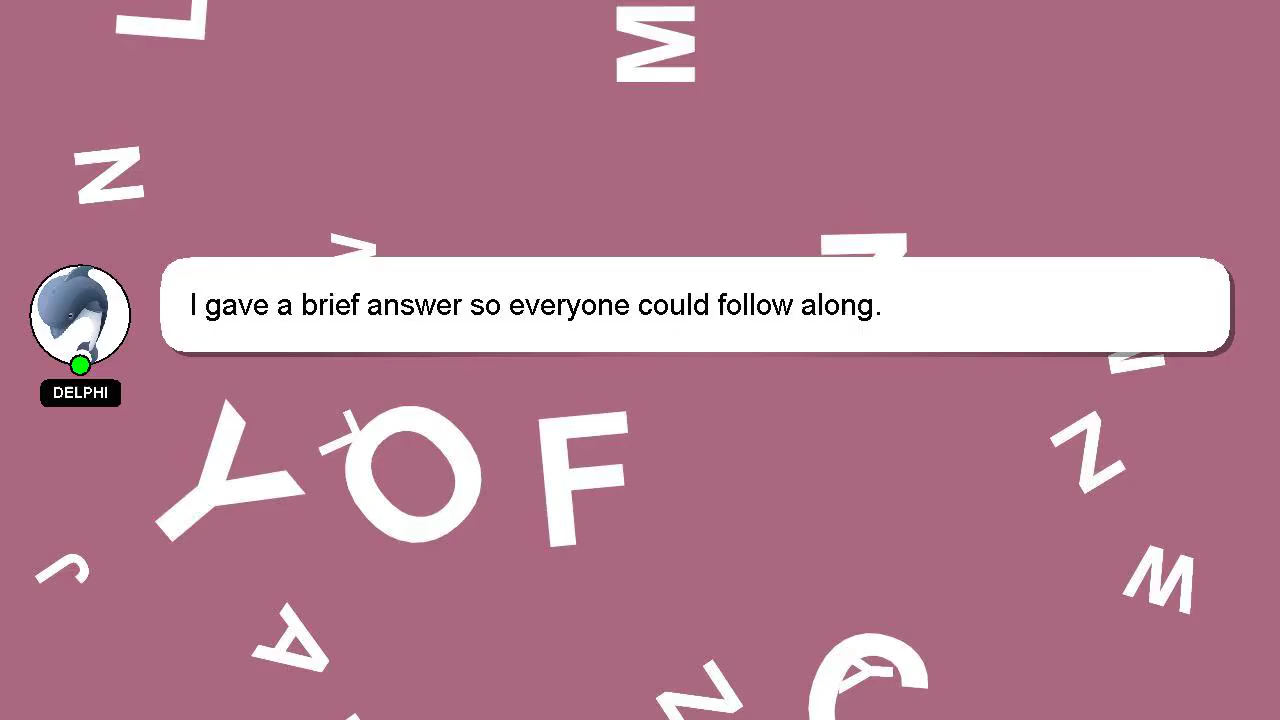 L
M
N
V
I gave a brief answer so everyone could follow along.
DELPHI
Y
O
F
Z
J
W
A
N
C
A